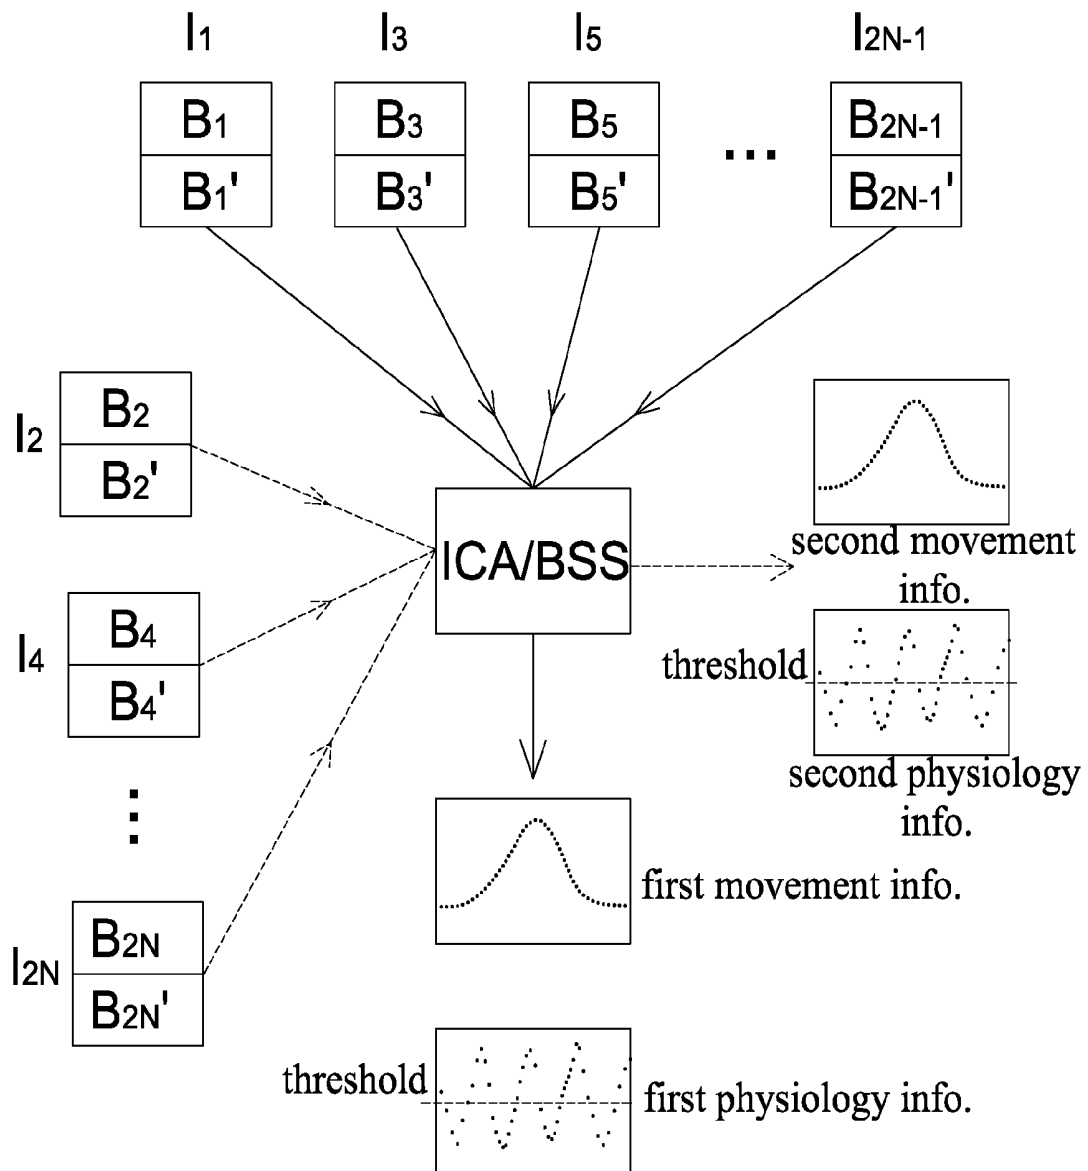 I1 I3 I5 I2N-1
B1 B3 B5 B2N-1
...
B1' B3' B5' B2N-1'
I2
B2
B2'
ICA/BSS
second movement
info.
I4
B4
B4'
threshold
second physiology
info.
first movement info.
I2N
B2N
B2N'
threshold
first physiology info.